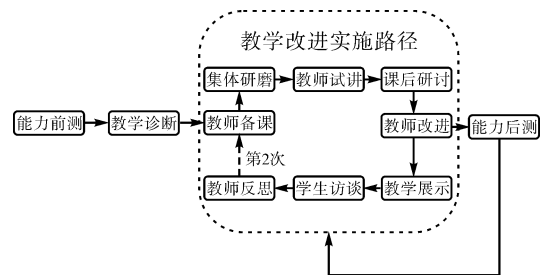 教学改进实施路径
集体研磨 教师试讲 课后研讨
能力前测 教学诊断 教师备课 教师改进 能力后测
第2次
教师反思 学生访谈 教学展示